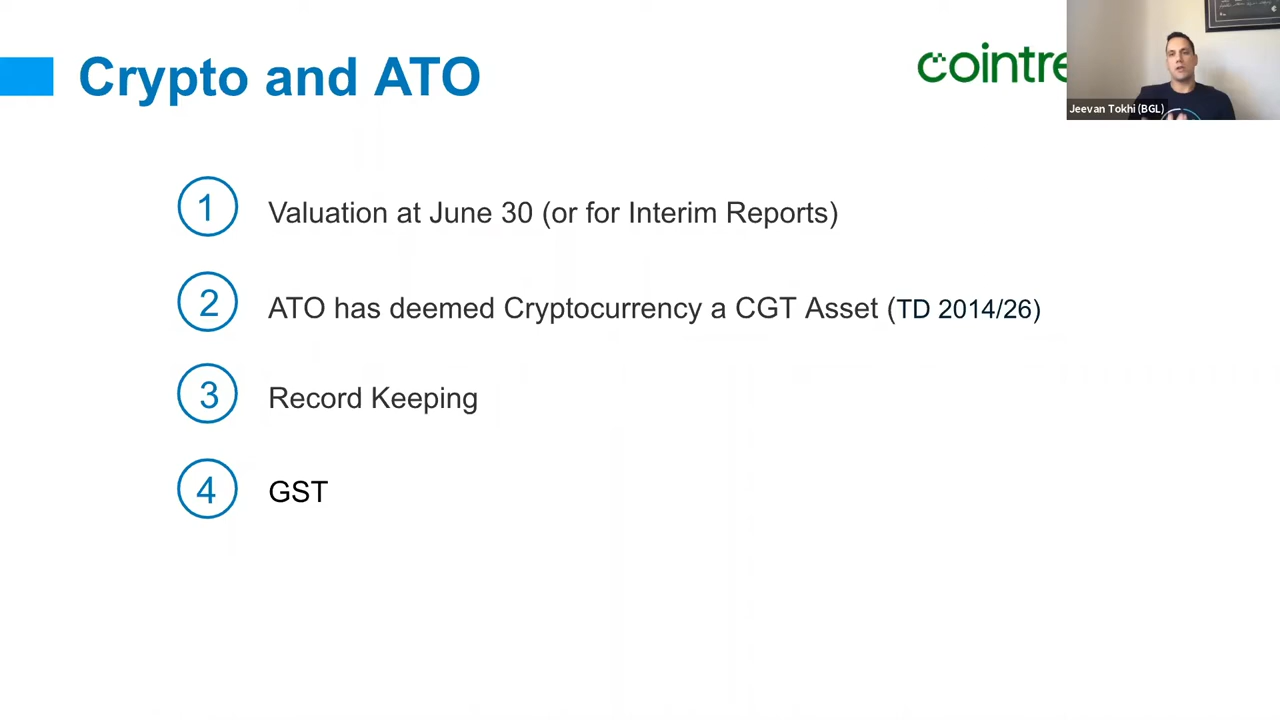 Crypto and ATO
cointre
Jeevan Tokhi (BGL)
1 Valuation at June 30 (or for Interim Reports)
2 ATO has deemed Cryptocurrency a CGT Asset (TD 2014/26)
3 Record Keeping
4 GST